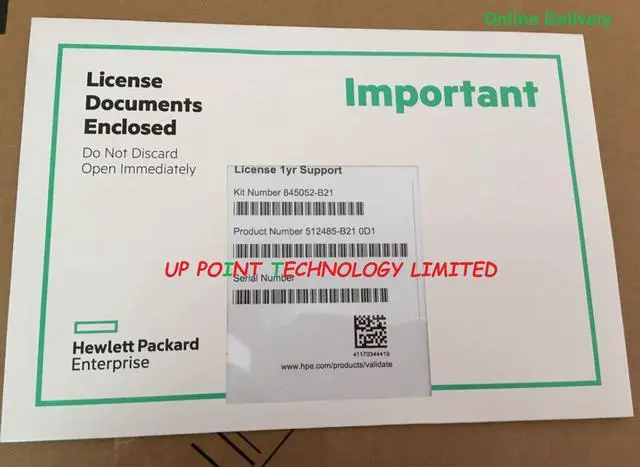 Online Delivery
License
Documents
Enclosed
Do Not Discard
Open Immediately
Important
License 1yr Support
Kit Number 845052-B21
Product Number 512485-B21 0D1
UP POINT TECHNOLOGY LIMITED
Serial Number
41170344419
www.hpe.com/products/validate
Hewlett Packard
Enterprise